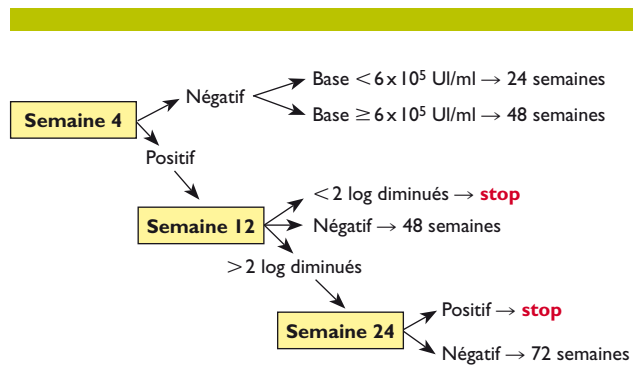 Base < 6 x 10⁵ UI/ml → 24 semaines
Négatif
Base ≥ 6 x 10⁵ UI/ml → 48 semaines
Semaine 4
Positif
< 2 log diminués → stop
Semaine 12
Négatif → 48 semaines
> 2 log diminués
Positif → stop
Semaine 24
Négatif → 72 semaines